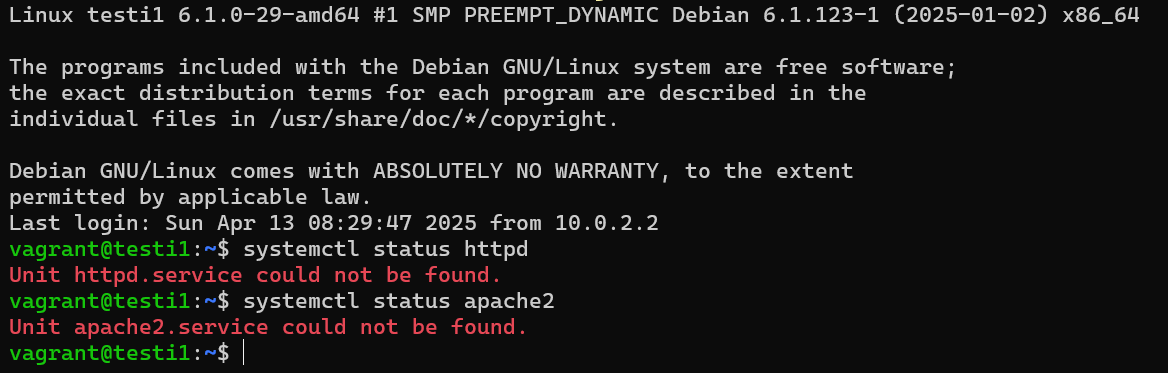 Linux testi1 6.1.0-29-amd64 #1 SMP PREEMPT_DYNAMIC Debian 6.1.123-1 (2025-01-02) x86_64
The programs included with the Debian GNU/Linux system are free software;
the exact distribution terms for each program are described in the
individual files in /usr/share/doc/*/copyright.
Debian GNU/Linux comes with ABSOLUTELY NO WARRANTY, to the extent
permitted by applicable law.
Last login: Sun Apr 13 08:29:47 2025 from 10.0.2.2
vagrant@testi1:~$ systemctl status httpd
Unit httpd.service could not be found.
vagrant@testi1:~$ systemctl status apache2
Unit apache2.service could not be found.
vagrant@testi1:~$